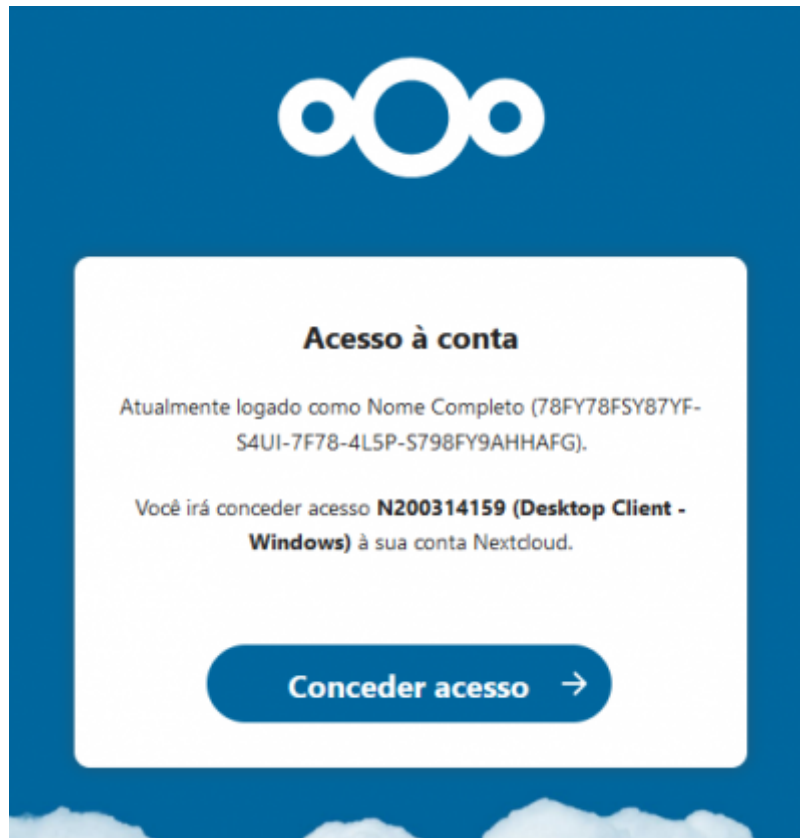 Acesso à conta
Atualmente logado como Nome Completo (78FY78FSY87YF-
S4UI-7F78-4L5P-S798FY9AHHAFG).
Você irá conceder acesso N200314159 (Desktop Client -
Windows) à sua conta Nextcloud.
Conceder acesso